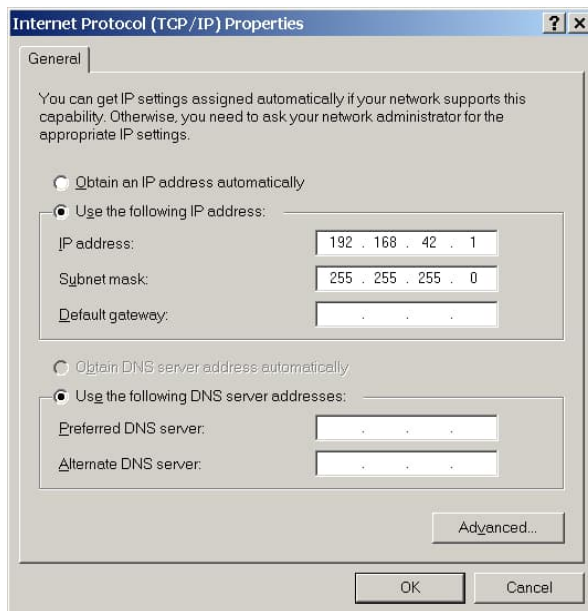 Internet Protocol (TCP/IP) Properties
General
You can get IP settings assigned automatically if your network supports this
capability. Otherwise, you need to ask your network administrator for the
appropriate IP settings.
Obtain an IP address automatically
Use the following IP address:
IP address: 192 . 168 . 42 . 1
Subnet mask: 255 . 255 . 255 . 0
Default gateway: . . .
Obtain DNS server address automatically
Use the following DNS server addresses:
Preferred DNS server: . . .
Alternate DNS server: . . .
Advanced...
OK Cancel